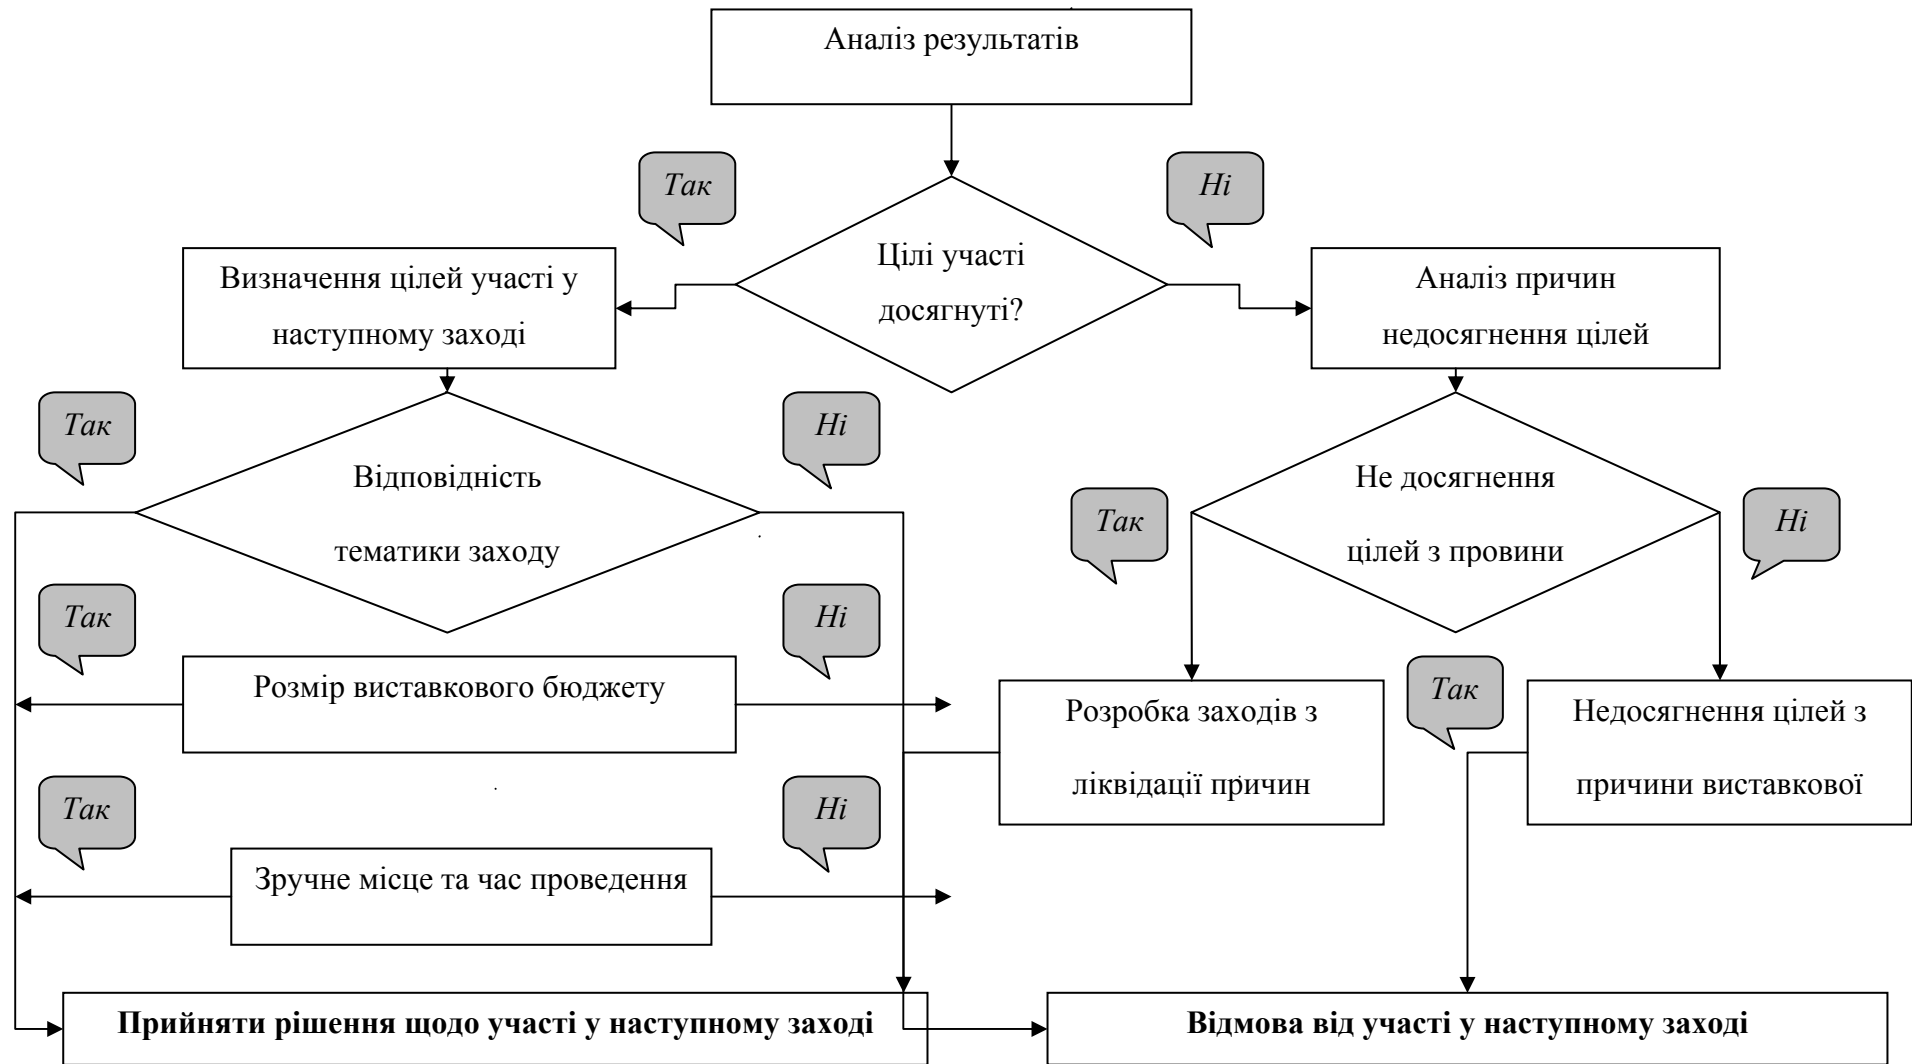 Аналіз результатів
Так
Ні
Цілі участі
досягнуті?
Визначення цілей участі у
наступному заході
Аналіз причин
недосягнення цілей
Так
Ні
Відповідність
тематики заходу
Не досягнення
цілей з провини
Так
Ні
Так
Ні
Розмір виставкового бюджету
Розробка заходів з
ліквідації причин
Так
Недосягнення цілей з
причини виставкової
Так
Ні
Зручне місце та час проведення
Прийняти рішення щодо участі у наступному заході
Відмова від участі у наступному заході